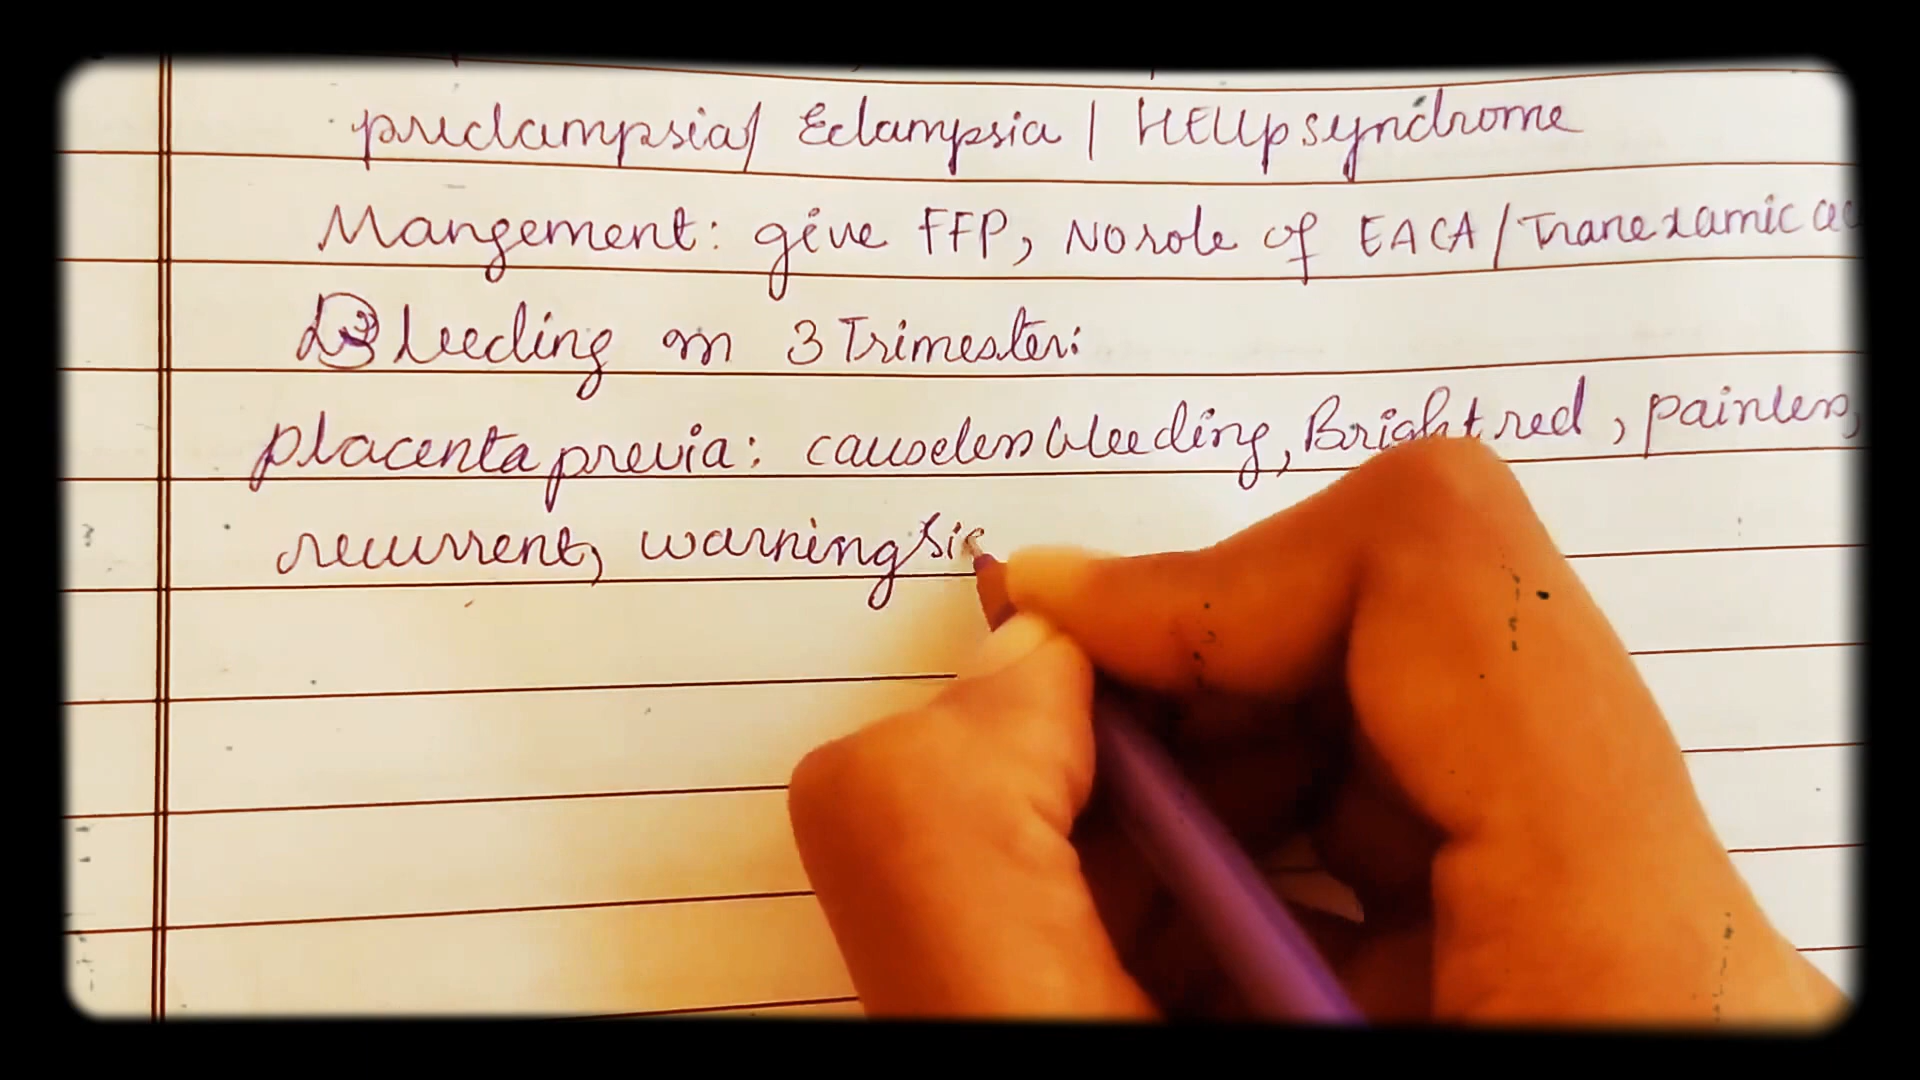 preclampsia/ Eclampsia | HELLp syndrome
Mangement: give FFP, No role of EACA/Tranexamic
Bleeding in 3 Trimester:
placenta previa: causeless bleeding, Bright red, painless,
recurrent, warning